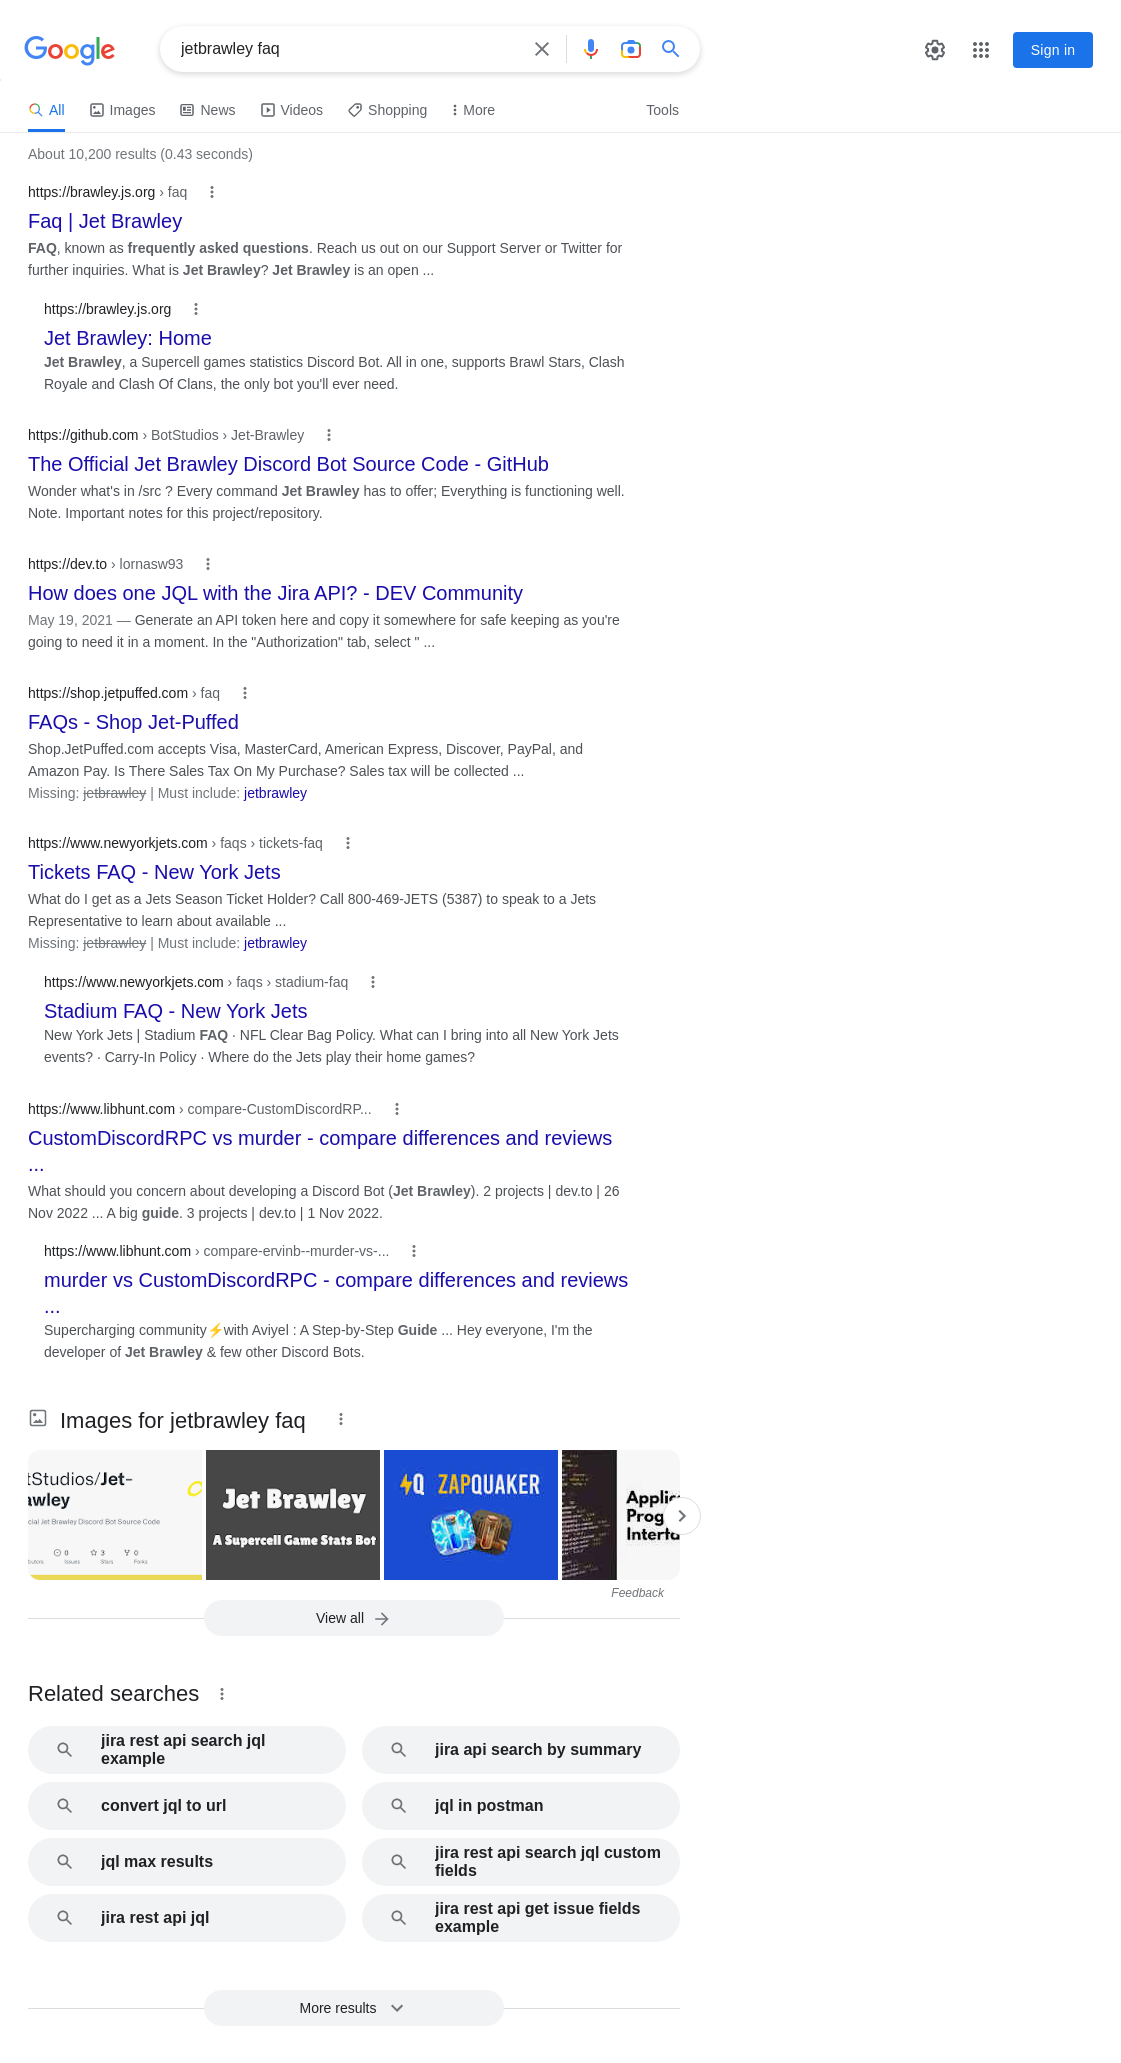 Google
jetbrawley faq
Sign in
All
Images
News
Videos
Shopping
More
Tools
About 10,200 results (0.43 seconds)
https://brawley.js.org › faq
Faq | Jet Brawley
FAQ, known as frequently asked questions. Reach us out on our Support Server or Twitter for
further inquiries. What is Jet Brawley? Jet Brawley is an open ...
https://brawley.js.org
Jet Brawley: Home
Jet Brawley, a Supercell games statistics Discord Bot. All in one, supports Brawl Stars, Clash
Royale and Clash Of Clans, the only bot you'll ever need.
https://github.com › BotStudios › Jet-Brawley
The Official Jet Brawley Discord Bot Source Code - GitHub
Wonder what's in /src ? Every command Jet Brawley has to offer; Everything is functioning well.
Note. Important notes for this project/repository.
https://dev.to › lornasw93
How does one JQL with the Jira API? - DEV Community
May 19, 2021 — Generate an API token here and copy it somewhere for safe keeping as you're
going to need it in a moment. In the "Authorization" tab, select " ...
https://shop.jetpuffed.com › faq
FAQs - Shop Jet-Puffed
Shop.JetPuffed.com accepts Visa, MasterCard, American Express, Discover, PayPal, and
Amazon Pay. Is There Sales Tax On My Purchase? Sales tax will be collected ...
Missing: jetbrawley | Must include: jetbrawley
https://www.newyorkjets.com › faqs › tickets-faq
Tickets FAQ - New York Jets
What do I get as a Jets Season Ticket Holder? Call 800-469-JETS (5387) to speak to a Jets
Representative to learn about available ...
Missing: jetbrawley | Must include: jetbrawley
https://www.newyorkjets.com › faqs › stadium-faq
Stadium FAQ - New York Jets
New York Jets | Stadium FAQ · NFL Clear Bag Policy. What can I bring into all New York Jets
events? · Carry-In Policy · Where do the Jets play their home games?
https://www.libhunt.com › compare-CustomDiscordRP...
CustomDiscordRPC vs murder - compare differences and reviews
...
What should you concern about developing a Discord Bot (Jet Brawley). 2 projects | dev.to | 26
Nov 2022 ... A big guide. 3 projects | dev.to | 1 Nov 2022.
https://www.libhunt.com › compare-ervinb--murder-vs-...
murder vs CustomDiscordRPC - compare differences and reviews
...
Supercharging community⚡with Aviyel : A Step-by-Step Guide ... Hey everyone, I'm the
developer of Jet Brawley & few other Discord Bots.
Images for jetbrawley faq
tStudios/Jet-
awley
cial Jet Brawley Discord Bot Source Code
0 3 0
Issues Stars Forks
Jet Brawley
A Supercell Game Stats Bot
Q ZAPQUAKER
Applic
Prog
Interfa
Feedback
View all
Related searches
jira rest api search jql
example
jira api search by summary
convert jql to url
jql in postman
jql max results
jira rest api search jql custom
fields
jira rest api jql
jira rest api get issue fields
example
More results